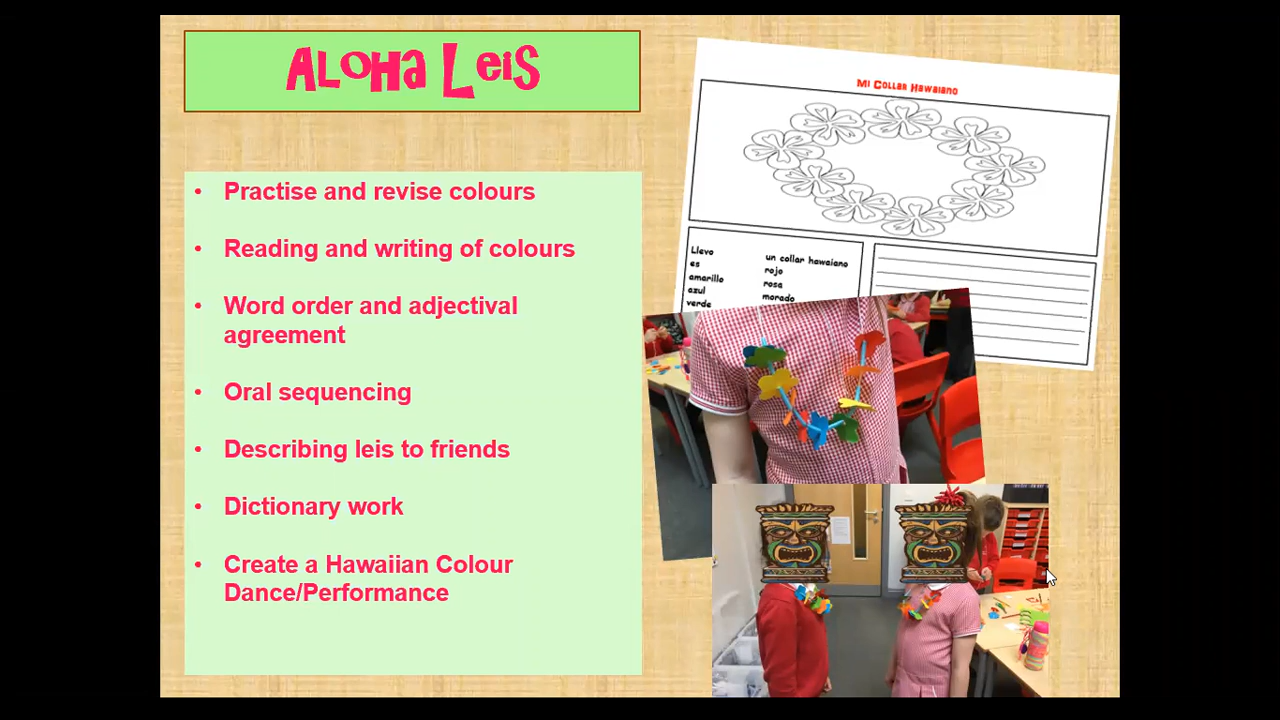 Aloha Leis
• Practise and revise colours
• Reading and writing of colours
• Word order and adjectival
agreement
• Oral sequencing
• Describing leis to friends
• Dictionary work
• Create a Hawaiian Colour
Dance/Performance
Mi Collar Hawaiano
Llevo
es
amarillo
azul
verde
un collar hawaiano
rojo
rosa
morado